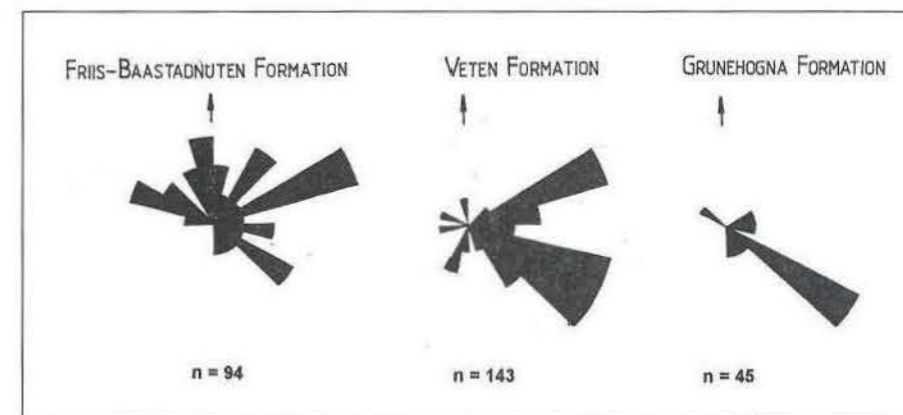 FRIIS-BAASTADNUTEN FORMATION
VETEN FORMATION
GRUNEHOGNA FORMATION
n = 94
n = 143
n = 45